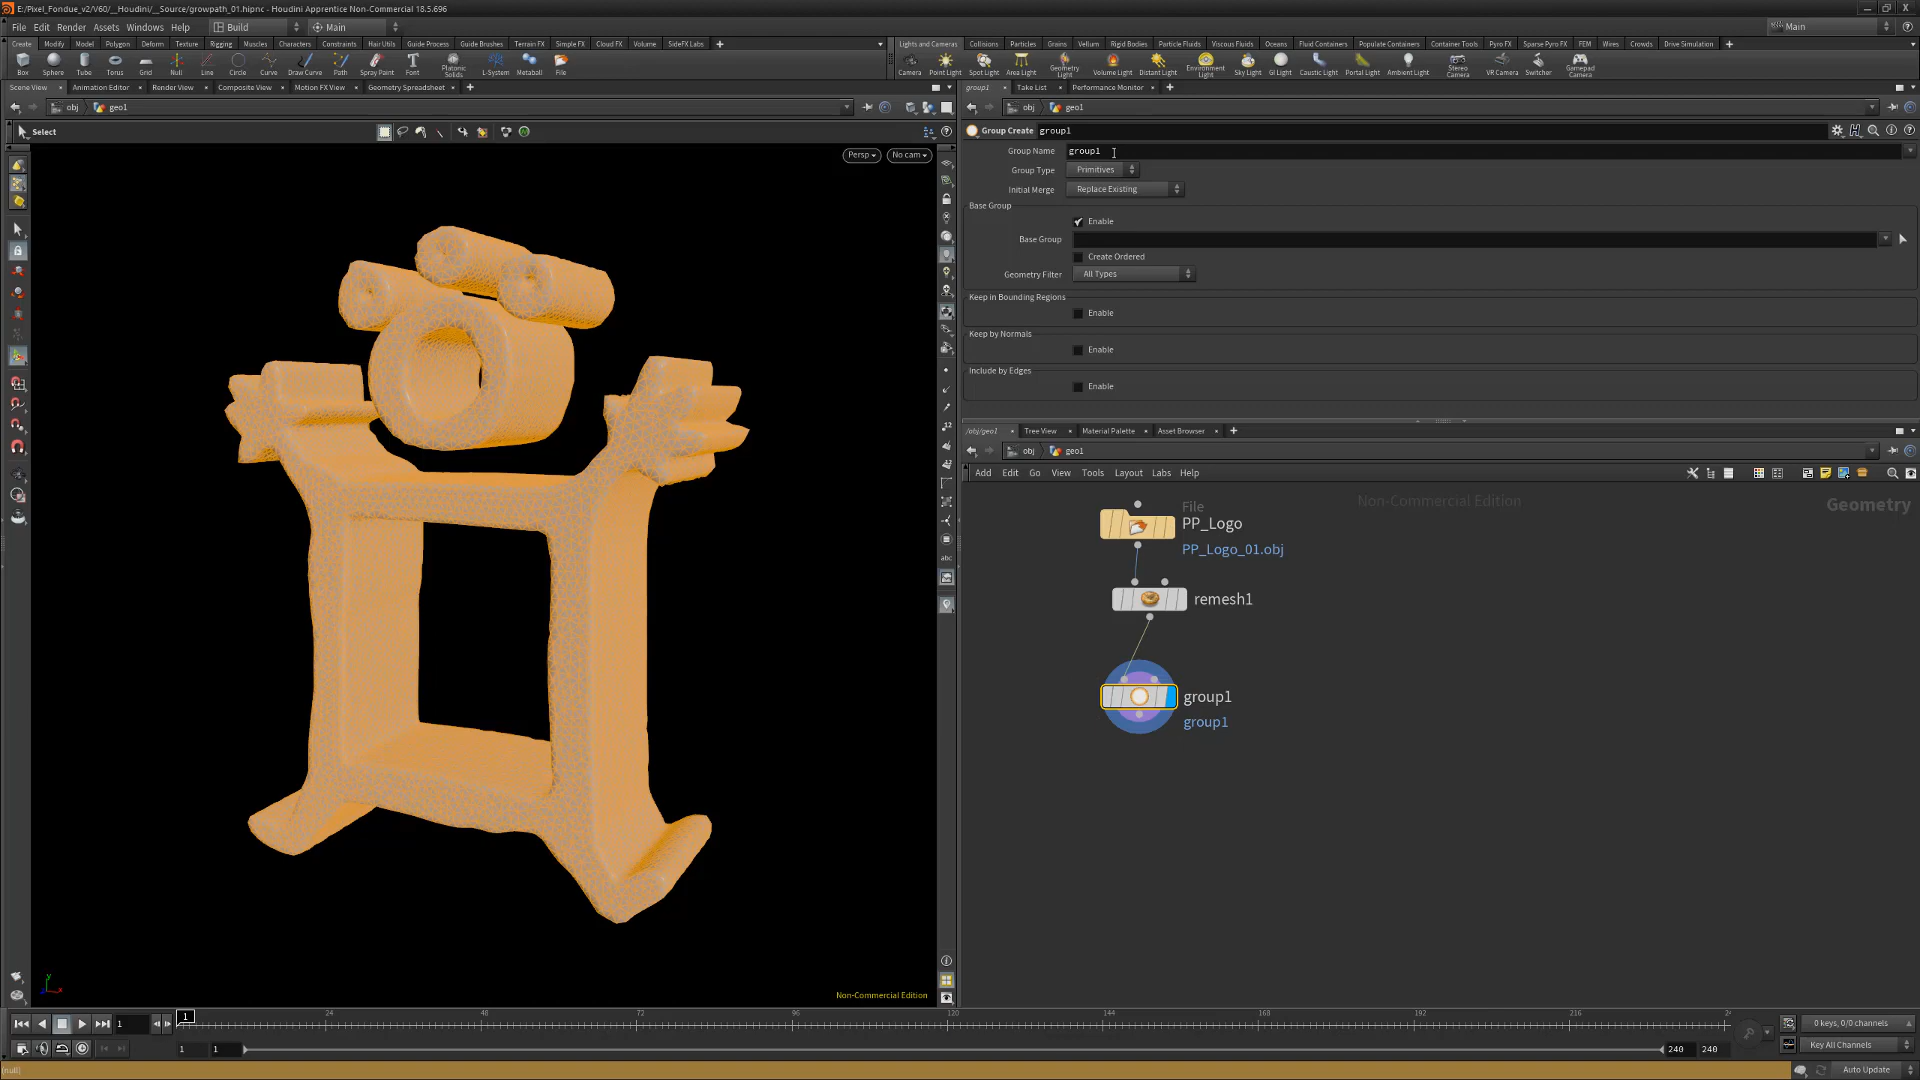 E:/Pixel_Fondue_v2/V60/__Houdini/__Source/growpath_01.hipnc - Houdini Apprentice Non-Commercial 18.5.696
File Edit Render Assets Windows Help Build Main Main
Create Modify Model Polygon Deform Texture Rigging Muscles Characters Constraints Hair Utils Guide Process Guide Brushes Terrain FX Simple FX Cloud FX Volume SideFX Labs
Box Sphere Tube Torus Grid Null Line Circle Curve Draw Curve Path Spray Paint Font Platonic Solids L-System Metaball File
Lights and Cameras Collisions Particles Grains Vellum Rigid Bodies Particle Fluids Viscous Fluids Oceans Fluid Containers Populate Containers Container Tools Pyro FX Sparse Pyro FX FEM Wires Crowds Drive Simulation
Camera Point Light Spot Light Area Light Geometry Light Volume Light Distant Light Environment Light Sky Light GI Light Caustic Light Portal Light Ambient Light Stereo Camera VR Camera Switcher Gamepad Camera
Scene View Animation Editor Render View Composite View Motion FX View Geometry Spreadsheet
obj geo1
Select
Persp No cam
Non-Commercial Edition
group1 Take List Performance Monitor
obj geo1
Group Create group1
Group Name group1
Group Type Primitives
Initial Merge Replace Existing
Base Group
Enable
Base Group
Create Ordered
Geometry Filter All Types
Keep in Bounding Regions
Enable
Keep by Normals
Enable
Include by Edges
Enable
/obj/geo1 Tree View Material Palette Asset Browser
obj geo1
Add Edit Go View Tools Layout Labs Help
Non-Commercial Edition
Geometry
File
PP_Logo
PP_Logo_01.obj
remesh1
group1
group1
abc
y
x
1
1
24 48 72 96 120 144 168 192 216
0 keys, 0/0 channels
1 1 240 240
Key All Channels
(null)
Auto Update